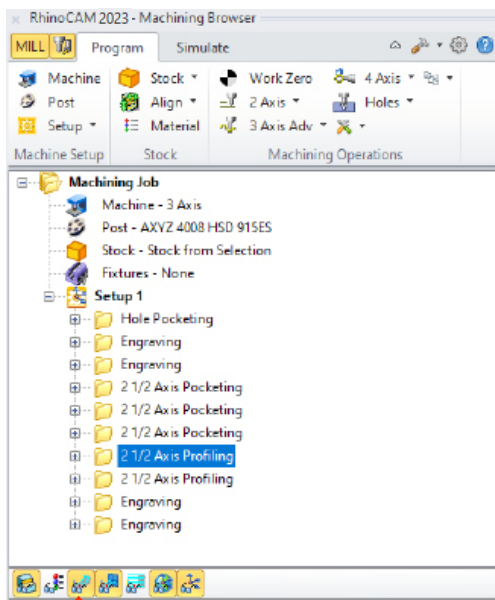 RhinoCAM 2023 - Machining Browser
MILL Program Simulate
Machine Stock Work Zero 4 Axis
Post Align 2 Axis Holes
Setup Material 3 Axis Adv
Machine Setup Stock Machining Operations
Machining Job
Machine - 3 Axis
Post - AXYZ 4008 HSD 915ES
Stock - Stock from Selection
Fixtures - None
Setup 1
Hole Pocketing
Engraving
Engraving
2 1/2 Axis Pocketing
2 1/2 Axis Pocketing
2 1/2 Axis Pocketing
2 1/2 Axis Profiling
2 1/2 Axis Profiling
Engraving
Engraving